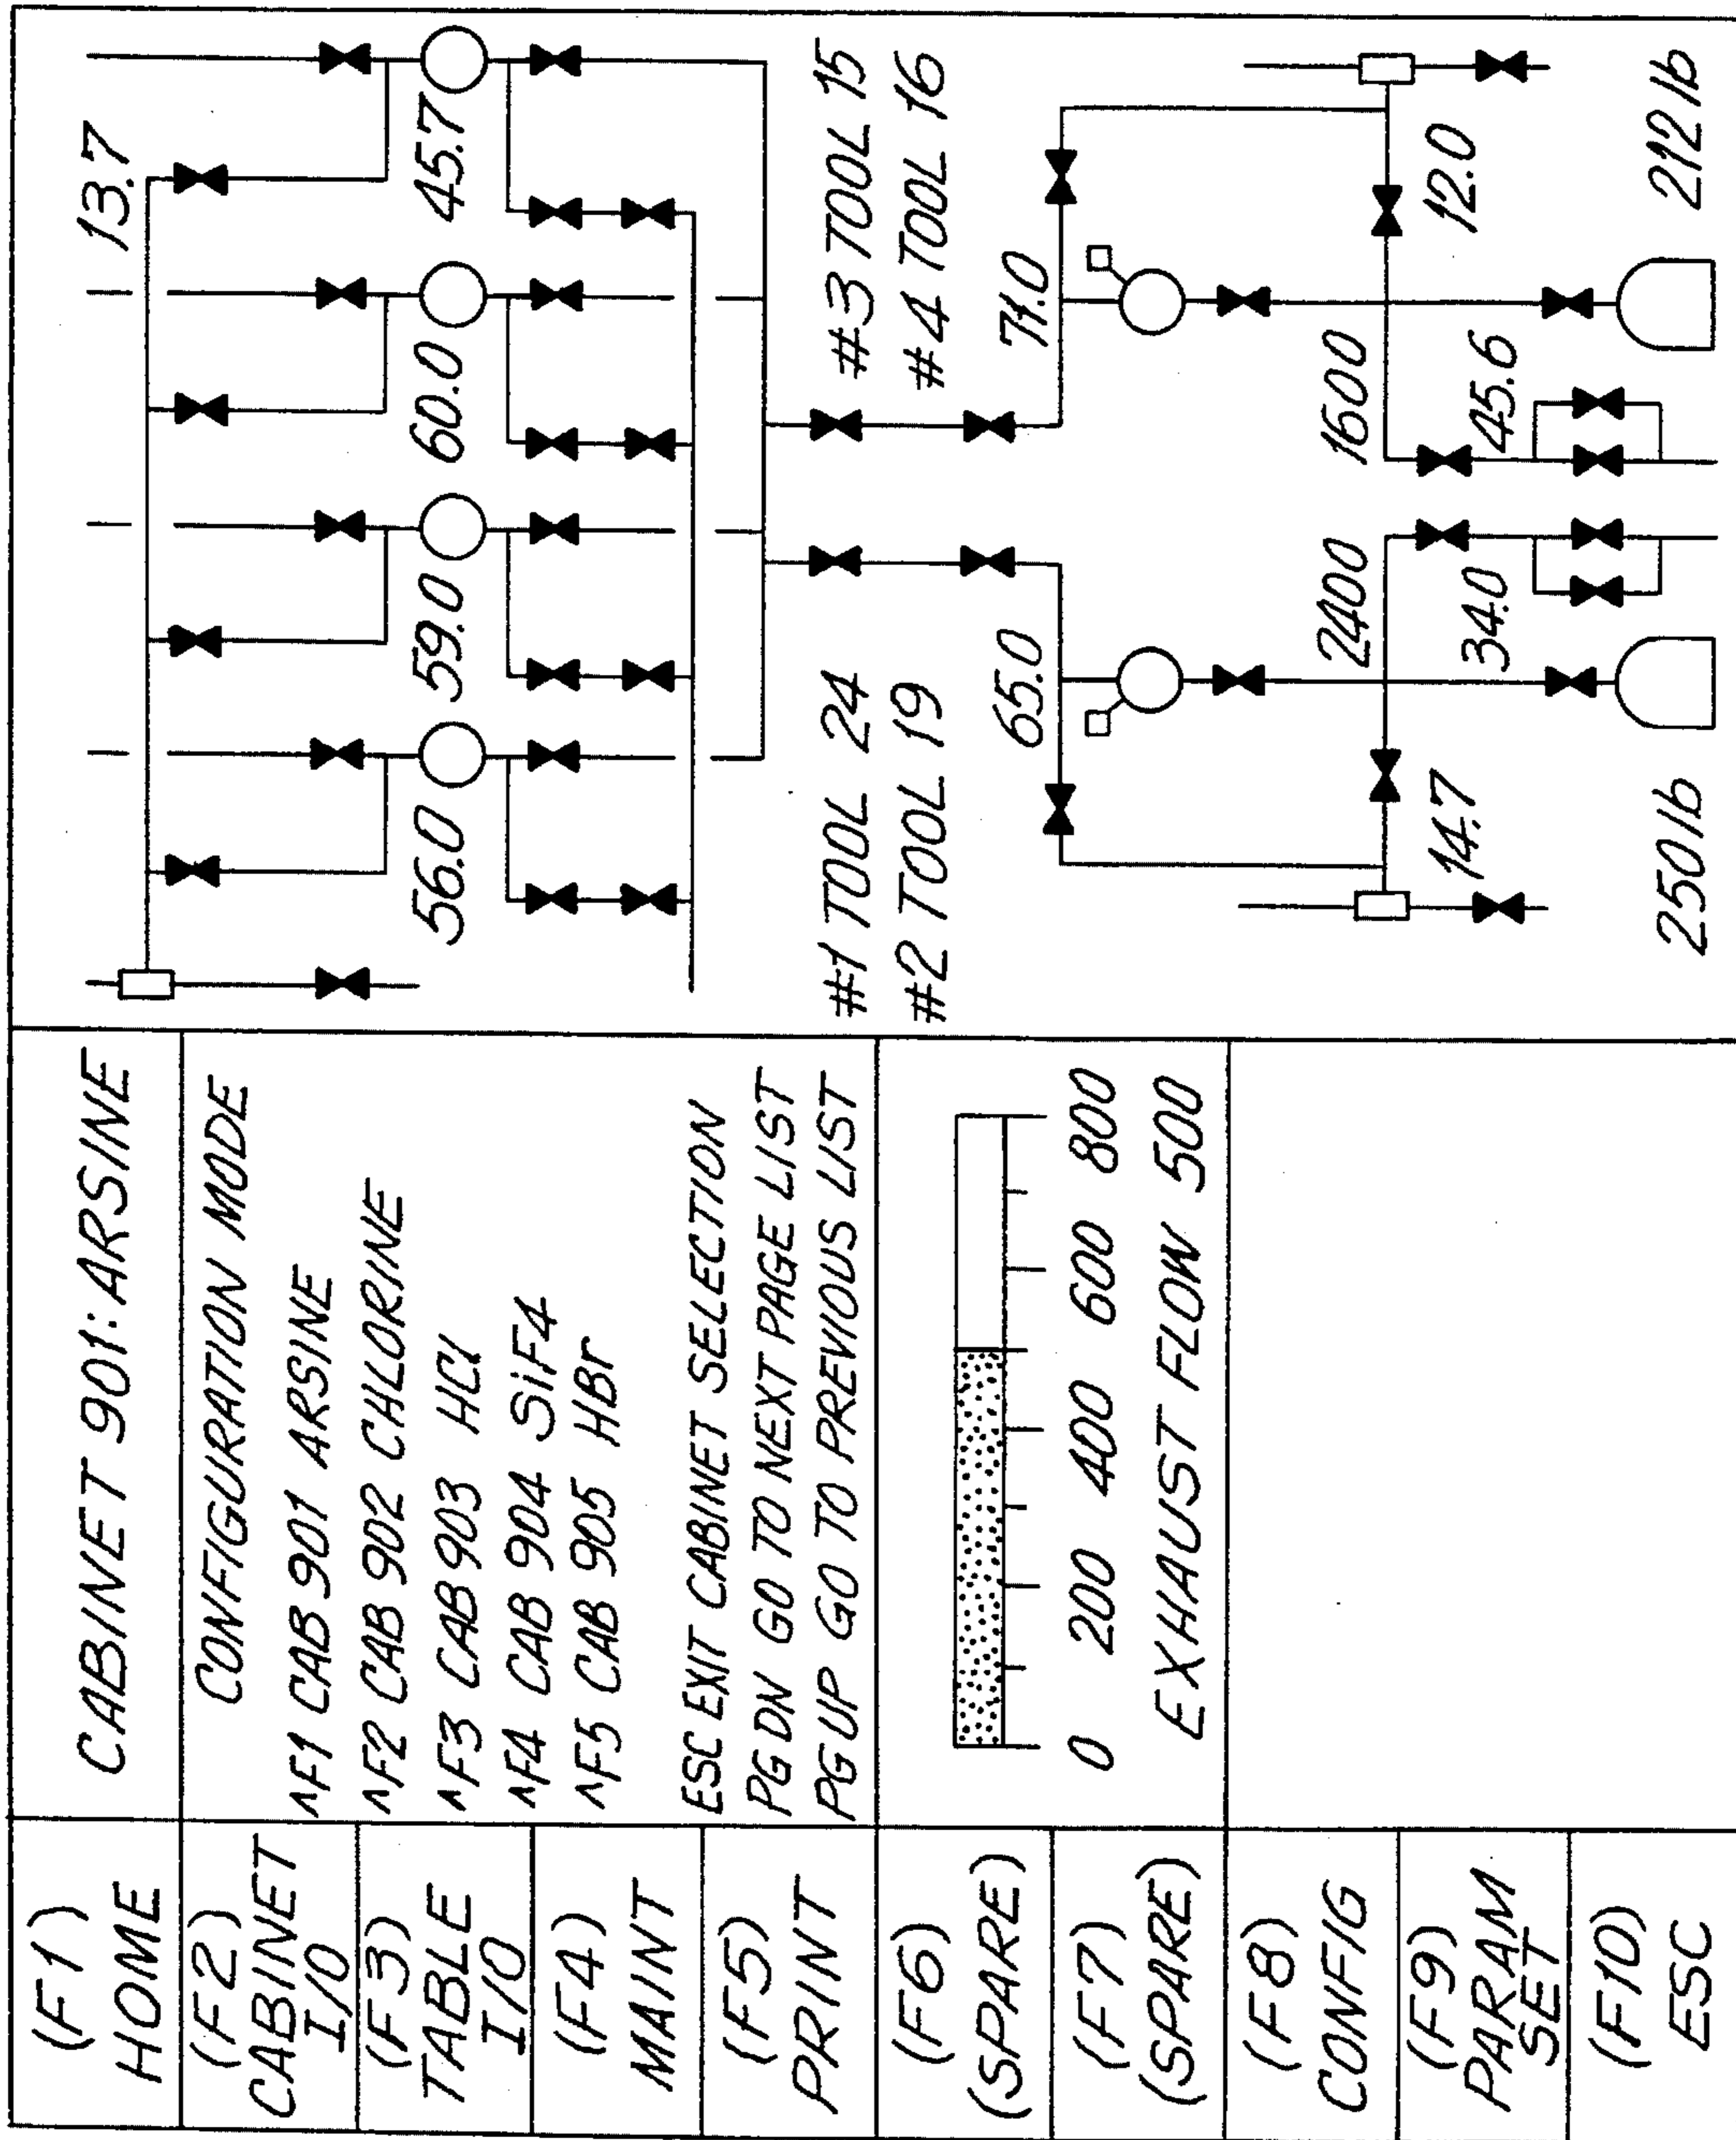 (F1)
HOME
(F2)
CABINET
I/O
(F3)
TABLE
I/O
(F4)
MAINT
(F5)
PRINT
(F6)
(SPARE)
(F7)
(SPARE)
(F8)
CONFIG
(F9)
PARAM
SET
(F10)
ESC
CABINET 901: ARSINE
CONFIGURATION MODE
^F1 CAB 901 ARSINE
^F2 CAB 902 CHLORINE
^F3 CAB 903 HCl
^F4 CAB 904 SiF4
^F5 CAB 905 HBr
ESC EXIT CABINET SELECTION
PG DN GO TO NEXT PAGE LIST
PG UP GO TO PREVIOUS LIST
0 200 400 600 800
EXHAUST FLOW 500
13.7
56.0 59.0 60.0 45.7
#1 TOOL 24 #3 TOOL 15
#2 TOOL 19 #4 TOOL 16
65.0 71.0
2400 1600
14.7 34.0 45.6 12.0
250 lb 212 lb